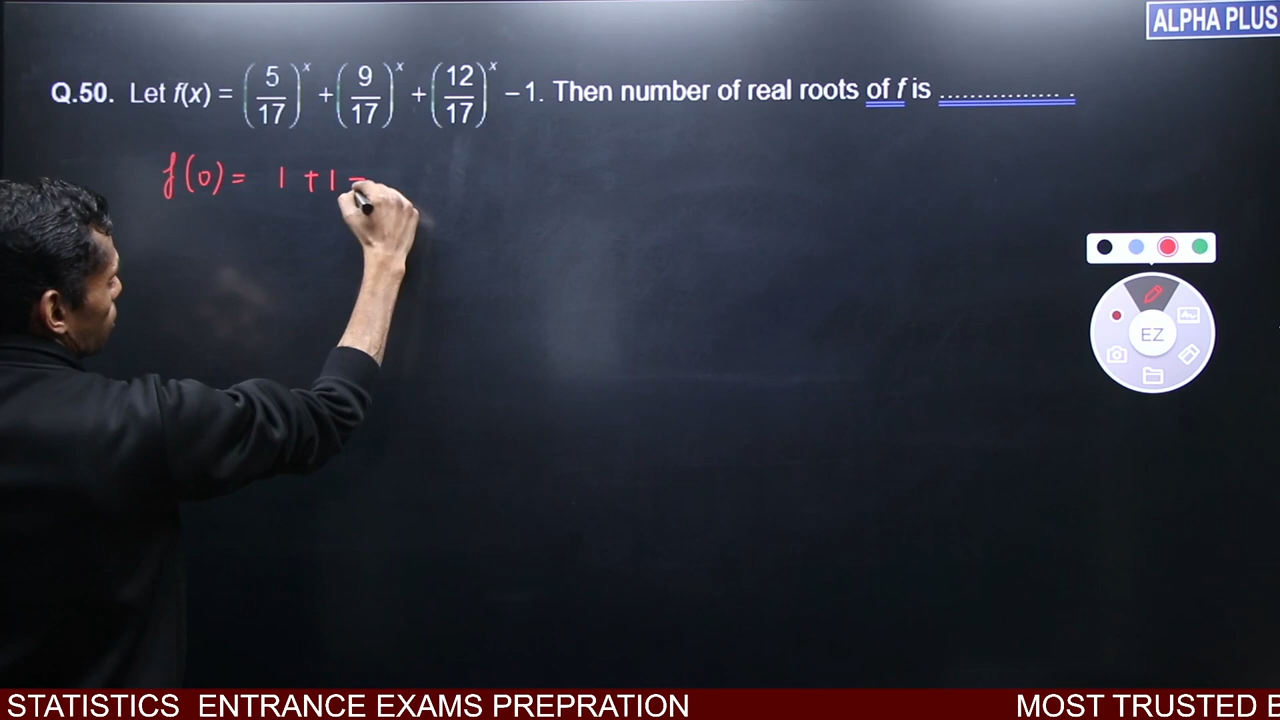 ALPHA PLUS
Q.50. Let f(x) = (5/17)^x + (9/17)^x + (12/17)^x – 1. Then number of real roots of f is ................ .
f(0) = 1 + 1 =
EZ
STATISTICS ENTRANCE EXAMS PREPRATION MOST TRUSTED